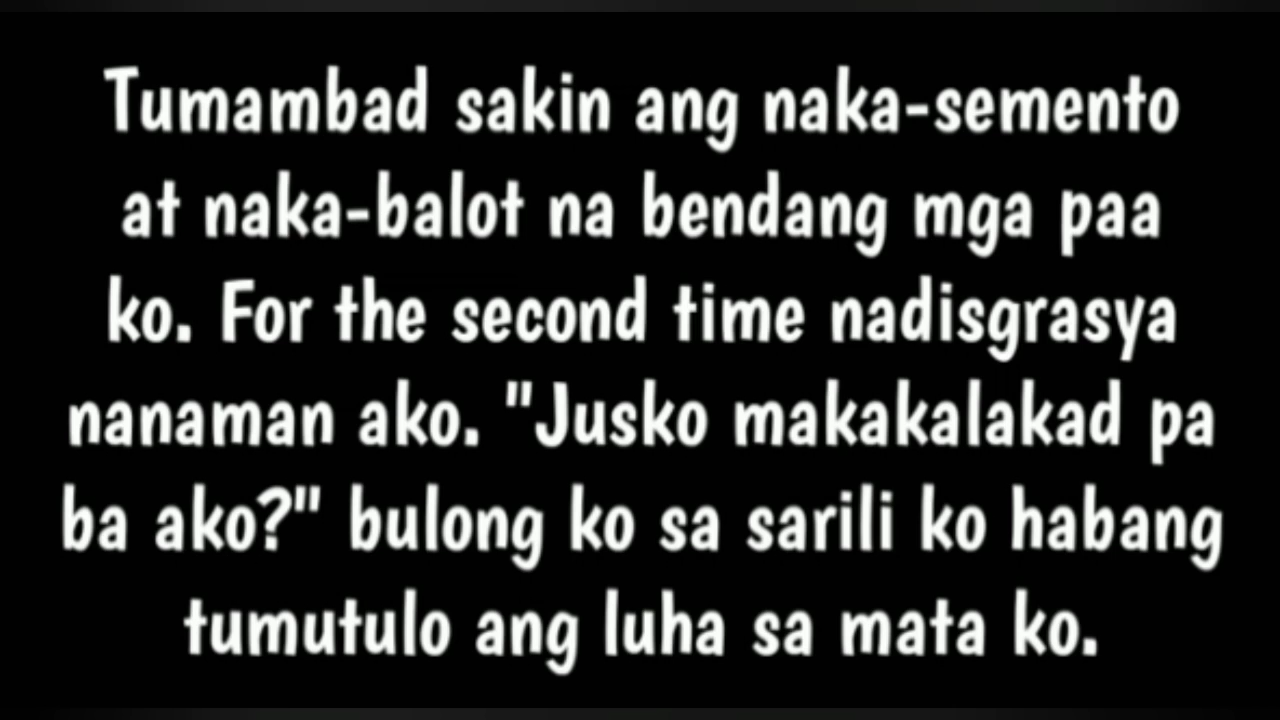 Tumambad sakin ang naka-semento
at naka-balot na bendang mga paa
ko. For the second time nadisgrasya
nanaman ako. "Jusko makakalakad pa
ba ako?" bulong ko sa sarili ko habang
tumutulo ang luha sa mata ko.